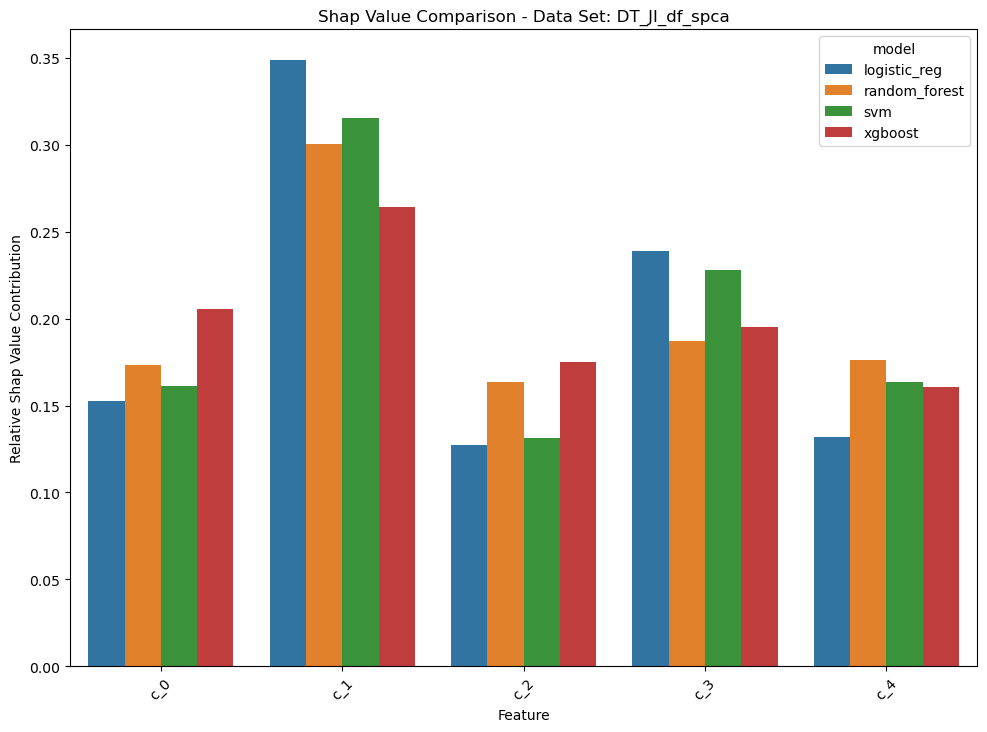 Shap Value Comparison - Data Set: DT_JI_df_spca
model
logistic_reg
random_forest
svm
xgboost
Relative Shap Value Contribution
0.35
0.30
0.25
0.20
0.15
0.10
0.05
0.00
c_0
c_1
c_2
c_3
c_4
Feature